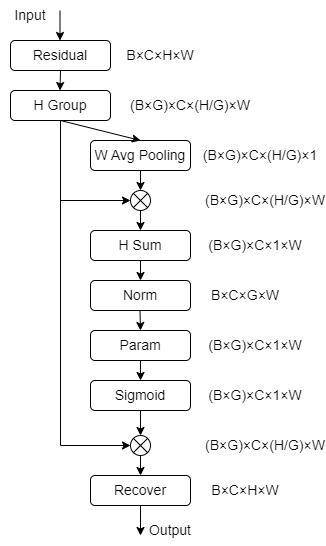 Input
Residual B×C×H×W
H Group (B×G)×C×(H/G)×W
W Avg Pooling (B×G)×C×(H/G)×1
(B×G)×C×(H/G)×W
H Sum (B×G)×C×1×W
Norm B×C×G×W
Param (B×G)×C×1×W
Sigmoid (B×G)×C×1×W
(B×G)×C×(H/G)×W
Recover B×C×H×W
Output